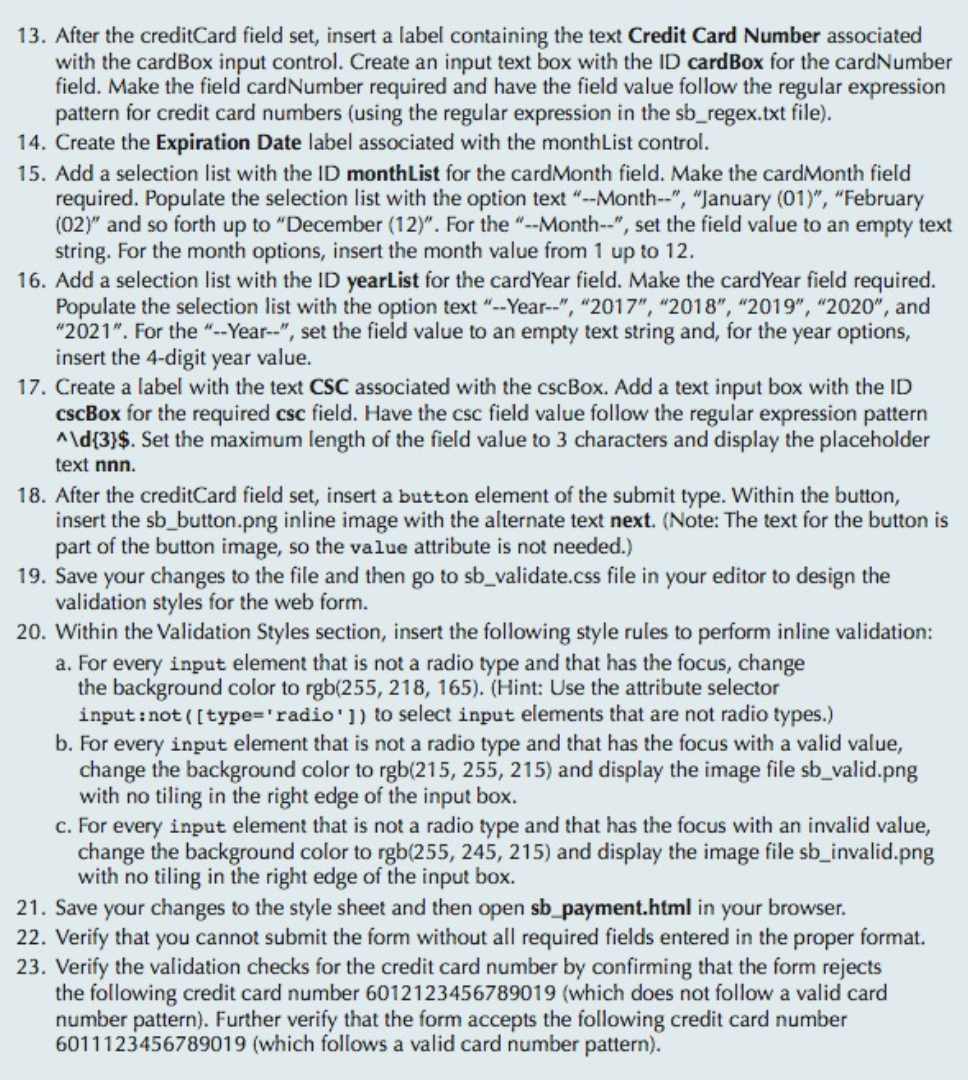 13. After the creditCard field set, insert a label containing the text Credit Card Number associated
with the cardBox input control. Create an input text box with the ID cardBox for the cardNumber
field. Make the field cardNumber required and have the field value follow the regular expression
pattern for credit card numbers (using the regular expression in the sb_regex.txt file).
14. Create the Expiration Date label associated with the monthList control.
15. Add a selection list with the ID monthList for the cardMonth field. Make the cardMonth field
required. Populate the selection list with the option text “--Month--”, “January (01)”, “February
(02)” and so forth up to “December (12)”. For the “--Month--”, set the field value to an empty text
string. For the month options, insert the month value from 1 up to 12.
16. Add a selection list with the ID yearList for the cardYear field. Make the cardYear field required.
Populate the selection list with the option text “--Year--”, “2017”, “2018”, “2019”, “2020”, and
“2021”. For the “--Year--”, set the field value to an empty text string and, for the year options,
insert the 4-digit year value.
17. Create a label with the text CSC associated with the cscBox. Add a text input box with the ID
cscBox for the required csc field. Have the csc field value follow the regular expression pattern
^\d{3}$. Set the maximum length of the field value to 3 characters and display the placeholder
text nnn.
18. After the creditCard field set, insert a button element of the submit type. Within the button,
insert the sb_button.png inline image with the alternate text next. (Note: The text for the button is
part of the button image, so the value attribute is not needed.)
19. Save your changes to the file and then go to sb_validate.css file in your editor to design the
validation styles for the web form.
20. Within the Validation Styles section, insert the following style rules to perform inline validation:
a. For every input element that is not a radio type and that has the focus, change
the background color to rgb(255, 218, 165). (Hint: Use the attribute selector
input:not([type='radio']) to select input elements that are not radio types.)
b. For every input element that is not a radio type and that has the focus with a valid value,
change the background color to rgb(215, 255, 215) and display the image file sb_valid.png
with no tiling in the right edge of the input box.
c. For every input element that is not a radio type and that has the focus with an invalid value,
change the background color to rgb(255, 245, 215) and display the image file sb_invalid.png
with no tiling in the right edge of the input box.
21. Save your changes to the style sheet and then open sb_payment.html in your browser.
22. Verify that you cannot submit the form without all required fields entered in the proper format.
23. Verify the validation checks for the credit card number by confirming that the form rejects
the following credit card number 6012123456789019 (which does not follow a valid card
number pattern). Further verify that the form accepts the following credit card number
6011123456789019 (which follows a valid card number pattern).